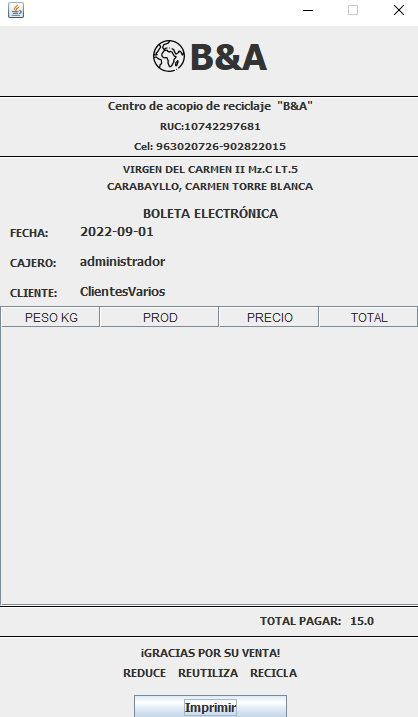 B&A
Centro de acopio de reciclaje "B&A"
RUC:10742297681
Cel: 963020726-902822015
VIRGEN DEL CARMEN II Mz.C LT.5
CARABAYLLO, CARMEN TORRE BLANCA
BOLETA ELECTRÓNICA
FECHA: 2022-09-01
CAJERO: administrador
CLIENTE: ClientesVarios
PESO KG PROD PRECIO TOTAL
TOTAL PAGAR: 15.0
¡GRACIAS POR SU VENTA!
REDUCE REUTILIZA RECICLA
Imprimir